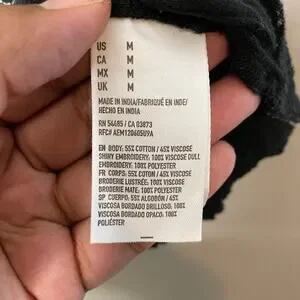 US M
CA M
MX M
UK M
MADE IN INDIA/FABRIQUÉ EN INDE/
HECHO EN INDIA
RN 54485 / CA 03873
RFC# AEM120605U9A
EN BODY: 55% COTTON / 45% VISCOSE
SHINY EMBROIDERY: 100% VISCOSE DULL
EMBROIDERY: 100% POLYESTER
FR CORPS: 55% COTON / 45% VISCOSE
BRODERIE LUSTRÉE: 100% VISCOSE
BRODERIE MATE: 100% POLYESTER
SP CUERPO: 55% ALGODÓN / 45%
VISCOSA BORDADO BRILLOSO: 100%
VISCOSA BORDADO OPACO: 100%
POLIÉSTER